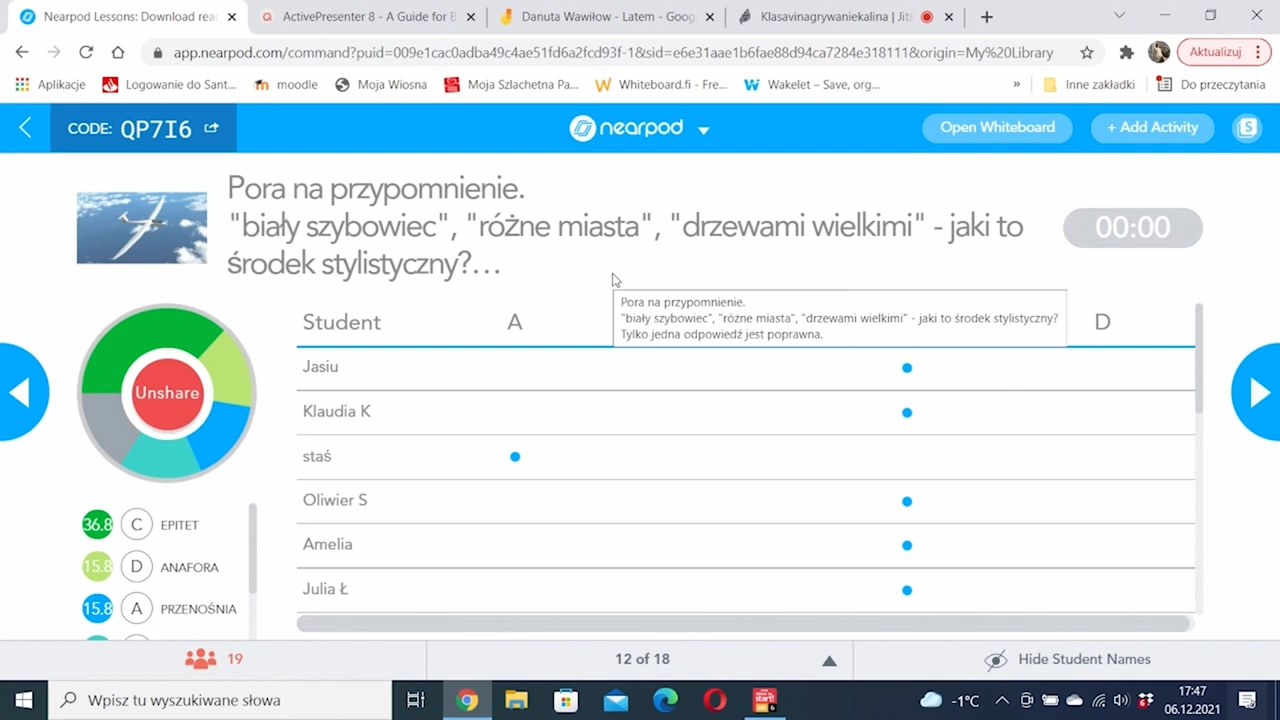 Nearpod Lessons: Download rea
ActivePresenter 8 - A Guide for B
Danuta Wawiłow - Latem - Goog
Klasavinagrywaniekalina | Jits
app.nearpod.com/command?puid=009e1cac0adba49c4ae51fd6a2fcd93f-1&sid=e6e31aae1b6fae88d94ca7284e318111&origin=My%20Library
Aktualizuj
Aplikacje
Logowanie do Sant...
moodle
Moja Wiosna
Moja Szlachetna Pa...
Whiteboard.fi - Fre...
Wakelet – Save, org...
»
Inne zakładki
Do przeczytania
CODE: QP7I6
nearpod
Open Whiteboard
+ Add Activity
S
Pora na przypomnienie.
"biały szybowiec", "różne miasta", "drzewami wielkimi" - jaki to
środek stylistyczny?...
00:00
Pora na przypomnienie.
"biały szybowiec", "różne miasta", "drzewami wielkimi" - jaki to środek stylistyczny?
Tylko jedna odpowiedź jest poprawna.
Student A D
Jasiu
Klaudia K
staś
Oliwier S
Amelia
Julia Ł
Unshare
36.8 C EPITET
15.8 D ANAFORA
15.8 A PRZENOŚNIA
19
12 of 18
Hide Student Names
Wpisz tu wyszukiwane słowa
-1°C
17:47
06.12.2021